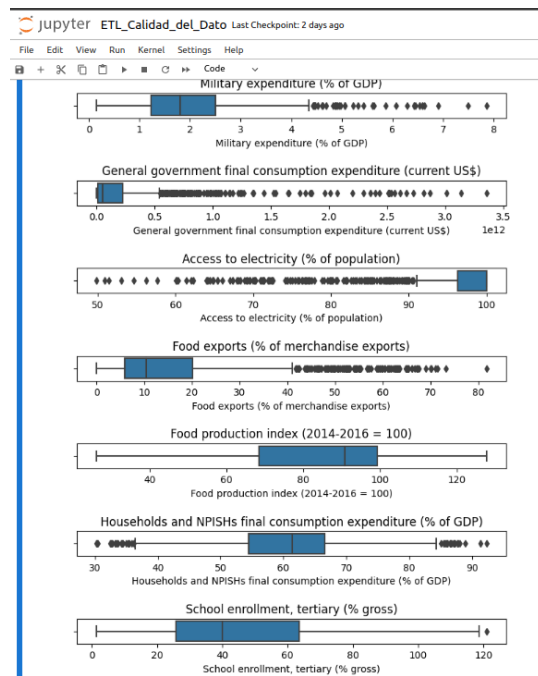 jupyter ETL_Calidad_del_Dato Last Checkpoint: 2 days ago
File Edit View Run Kernel Settings Help
Code
Military expenditure (% of GDP)
0 1 2 3 4 5 6 7 8
Military expenditure (% of GDP)
General government final consumption expenditure (current US$)
0.0 0.5 1.0 1.5 2.0 2.5 3.0 3.5
General government final consumption expenditure (current US$) 1e12
Access to electricity (% of population)
50 60 70 80 90 100
Access to electricity (% of population)
Food exports (% of merchandise exports)
0 10 20 30 40 50 60 70 80
Food exports (% of merchandise exports)
Food production index (2014-2016 = 100)
40 60 80 100 120
Food production index (2014-2016 = 100)
Households and NPISHs final consumption expenditure (% of GDP)
30 40 50 60 70 80 90
Households and NPISHs final consumption expenditure (% of GDP)
School enrollment, tertiary (% gross)
0 20 40 60 80 100 120
School enrollment, tertiary (% gross)